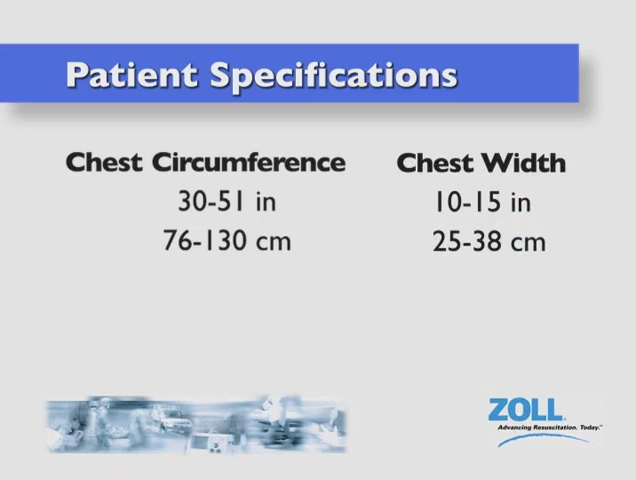 Patient Specifications
Chest Circumference
30-51 in
76-130 cm
Chest Width
10-15 in
25-38 cm
ZOLL®
Advancing Resuscitation. Today.™